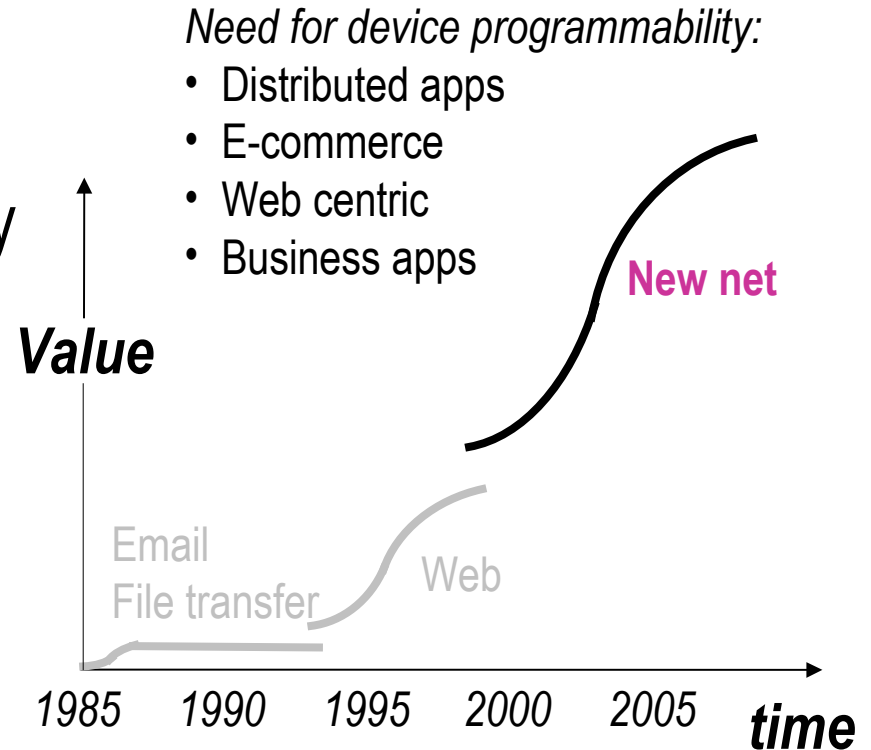 Need for device programmability:
• Distributed apps
• E-commerce
• Web centric
• Business apps
y
New net
Value
Email
File transfer
Web
1985 1990 1995 2000 2005
time